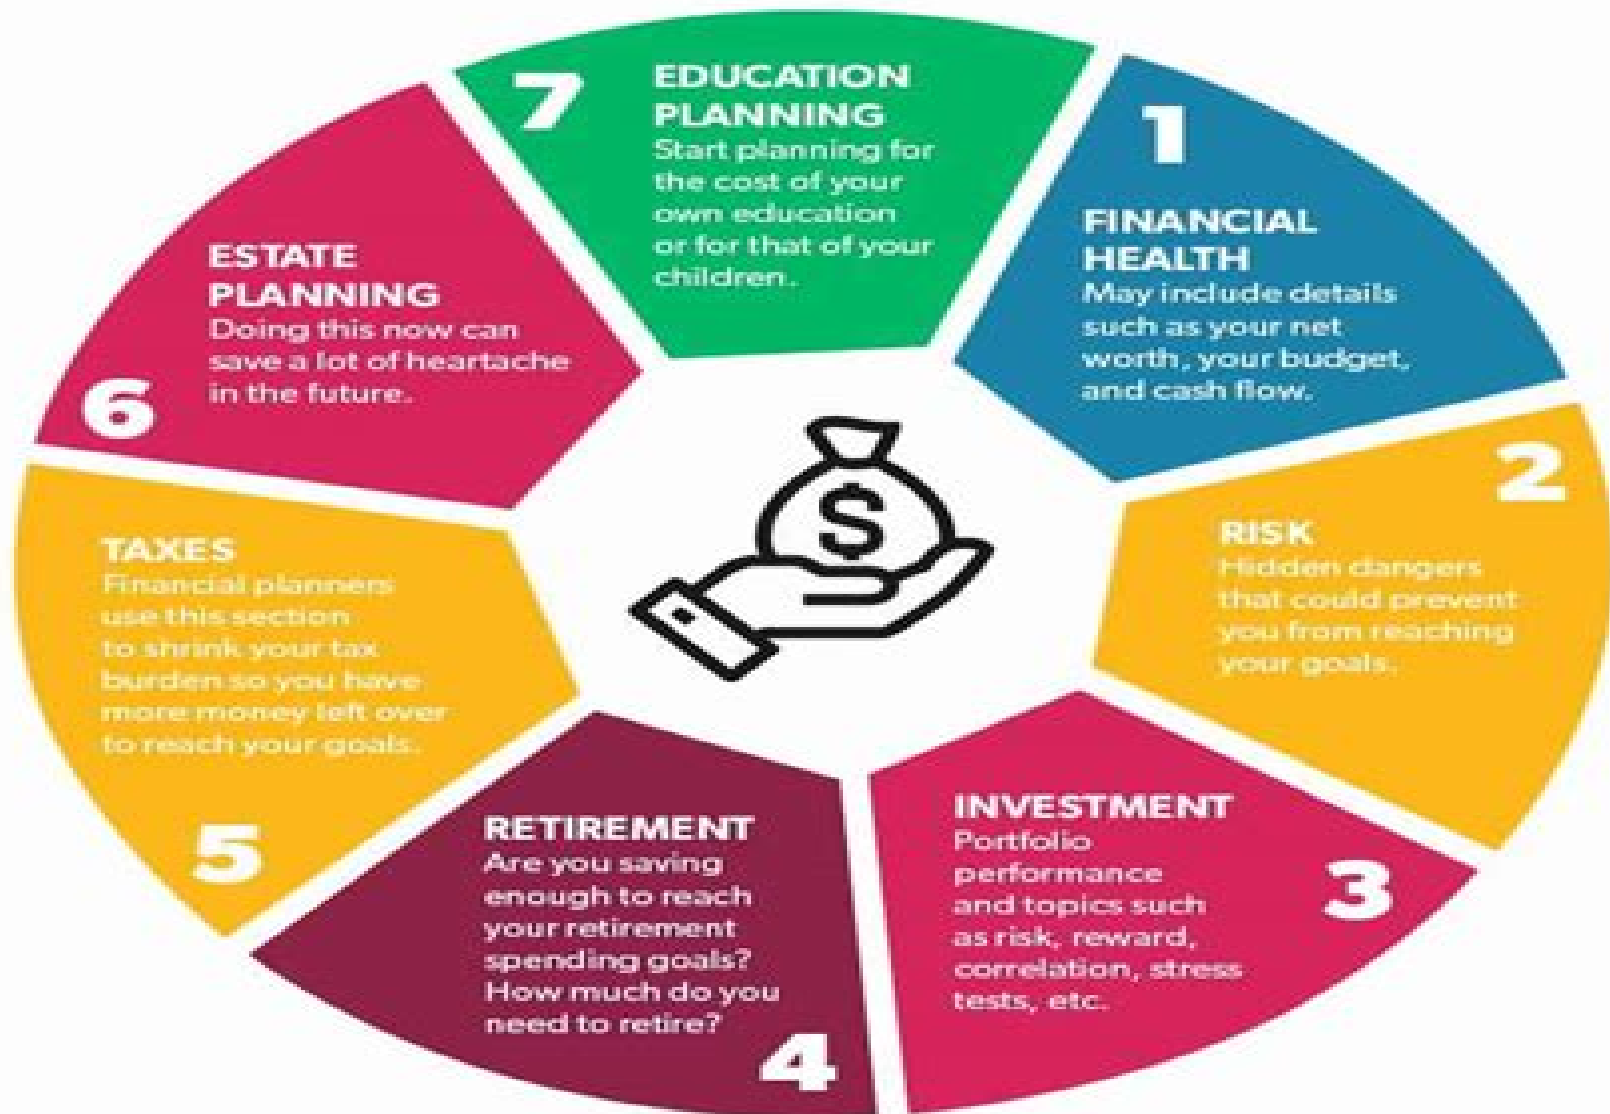 1
FINANCIAL
HEALTH
May include details
such as your net
worth, your budget,
and cash flow.
2
RISK
Hidden dangers
that could prevent
you from reaching
your goals.
3
INVESTMENT
Portfolio
performance
and topics such
as risk, reward,
correlation, stress
tests, etc.
4
RETIREMENT
Are you saving
enough to reach
your retirement
spending goals?
How much do you
need to retire?
5
TAXES
Financial planners
use this section
to shrink your tax
burden so you have
more money left over
to reach your goals.
6
ESTATE
PLANNING
Doing this now can
save a lot of heartache
in the future.
7
EDUCATION
PLANNING
Start planning for
the cost of your
own education
or for that of your
children.
$